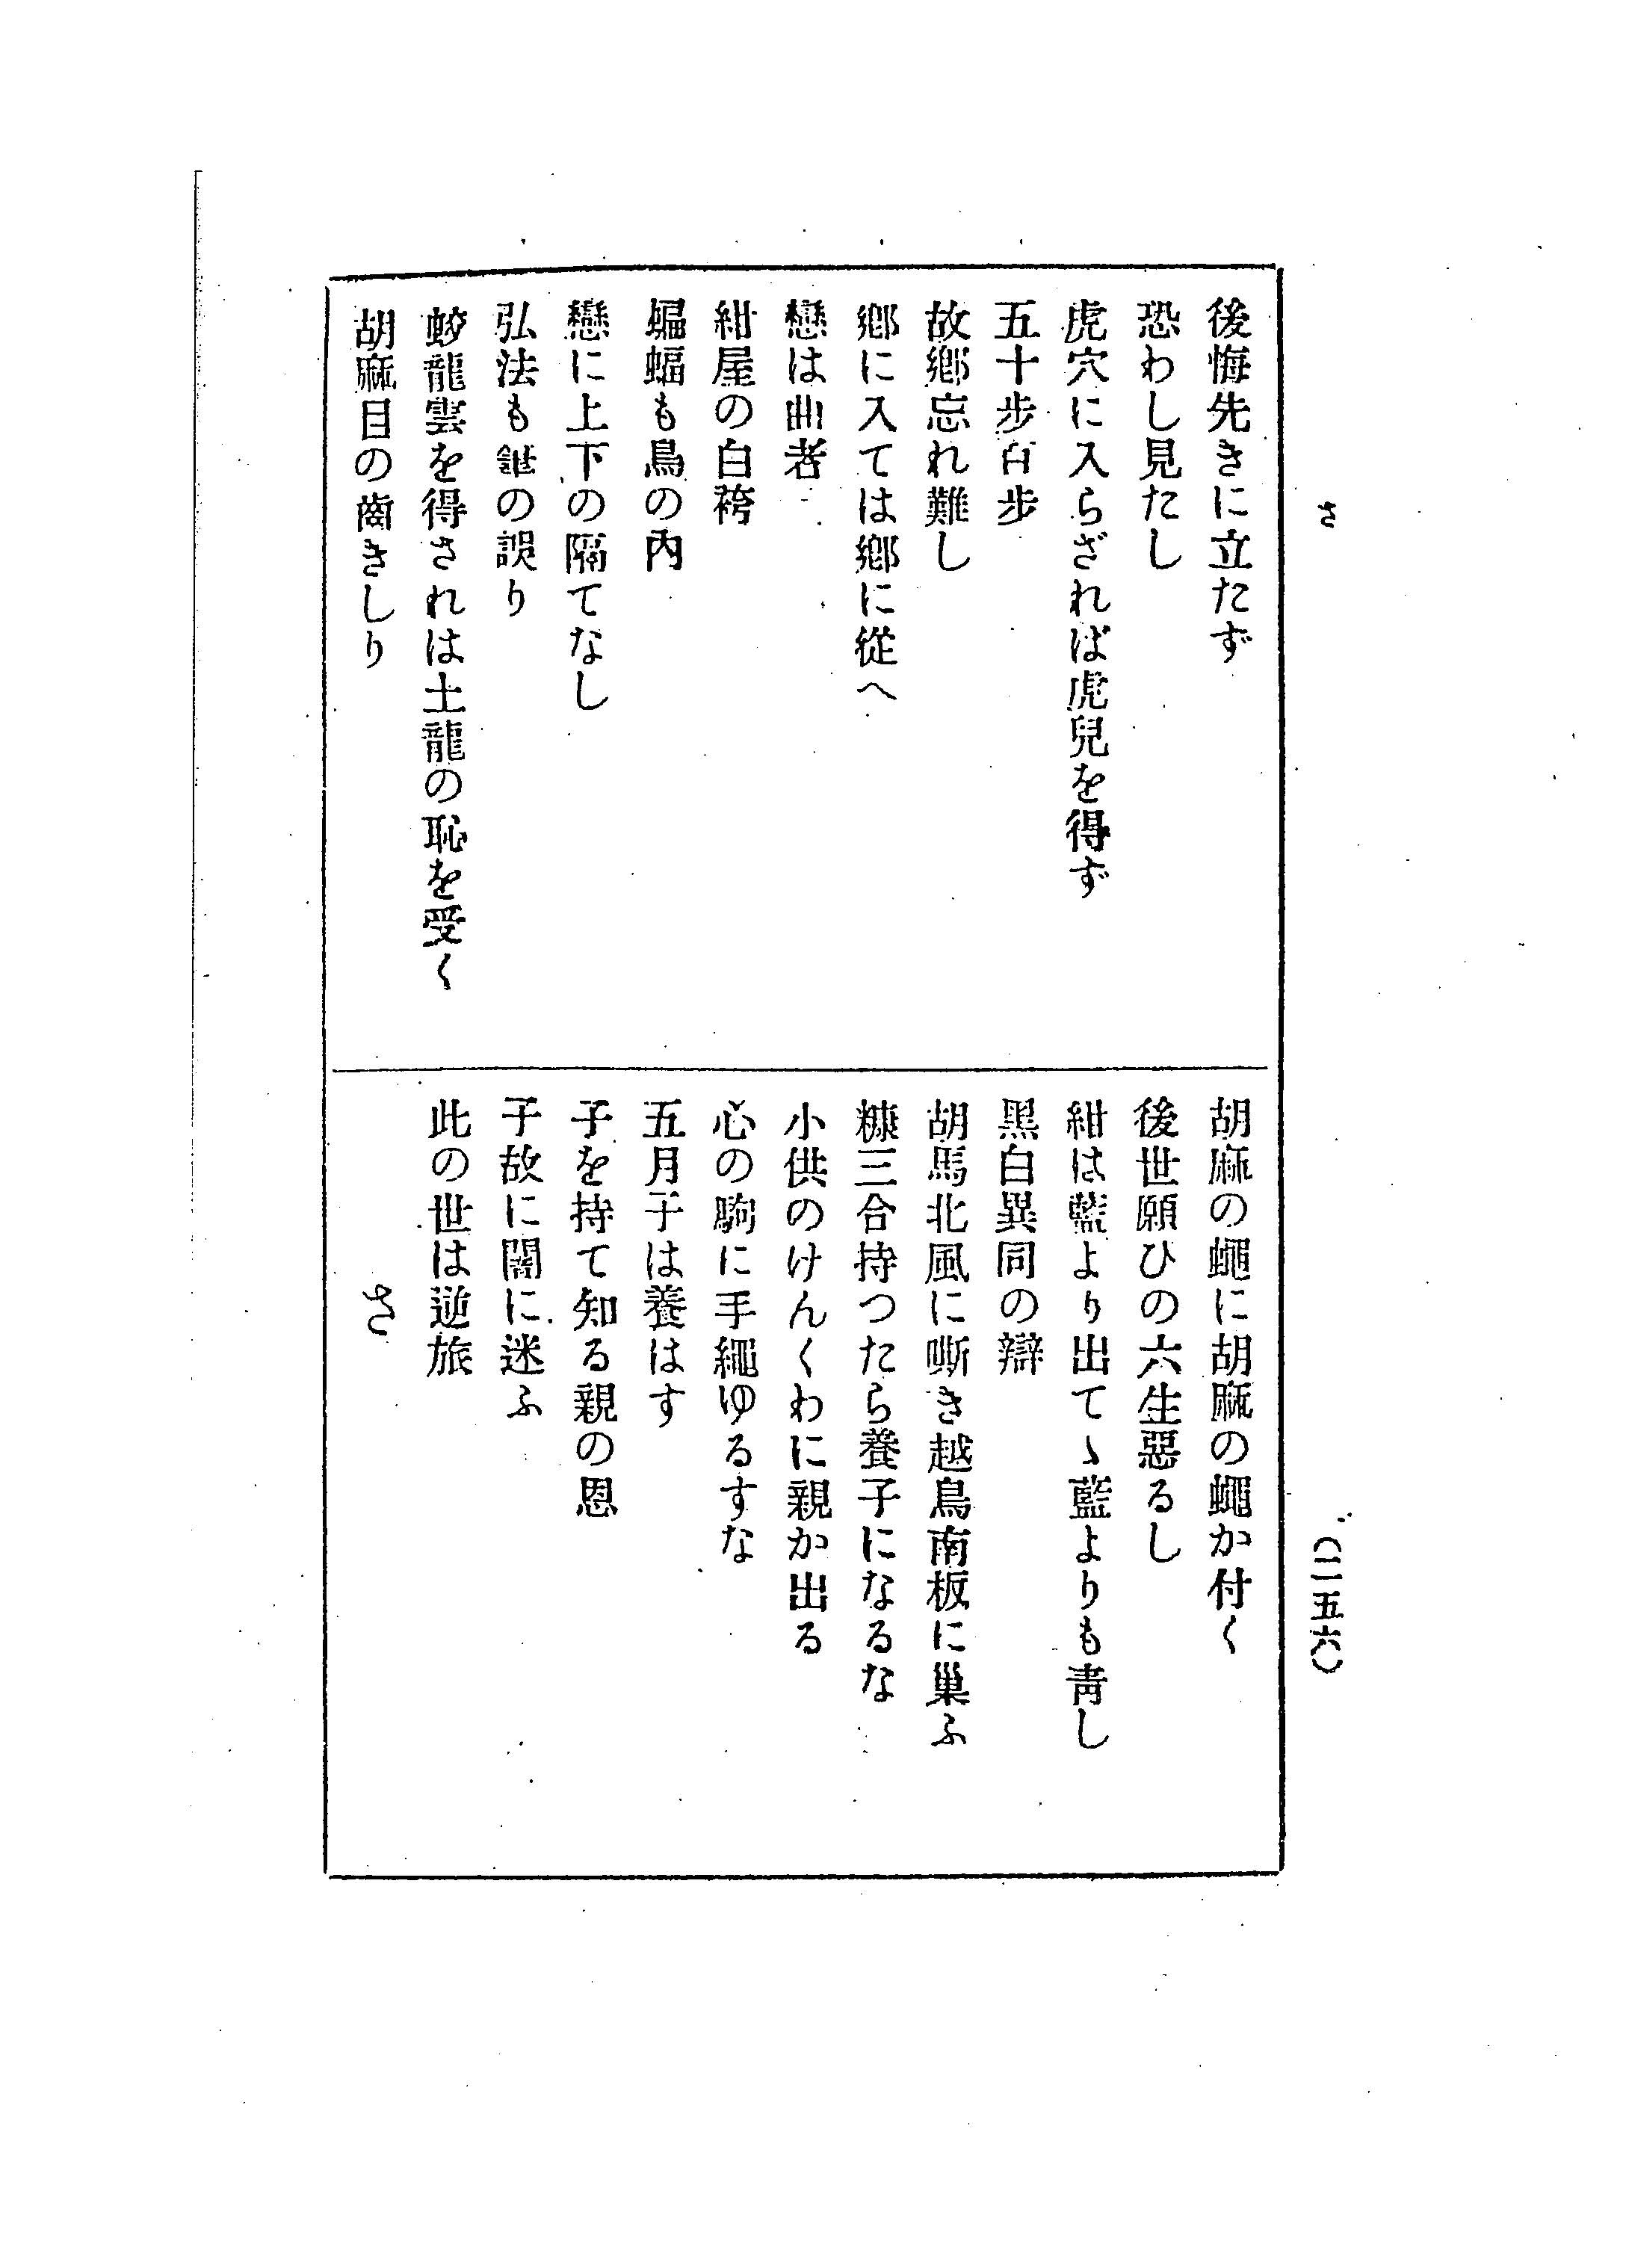 さ
(二五六)
後悔先きに立たず
恐わし見たし
虎穴に入らざれば虎兒を得ず
五十步百步
故鄕忘れ難し
鄕に入ては鄕に從へ
戀は曲者
紺屋の白袴
蝙蝠も鳥の內
戀に上下の隔てなし
弘法も筆の誤り
蛟龍雲を得されは土龍の恥を受く
胡麻目の齒きしり
胡麻の蠅に胡麻の蠅か付く
後世願ひの六生惡るし
紺は藍より出てゝ藍よりも靑し
黑白異同の辯
胡馬北風に嘶き越鳥南板に巢ふ
糠三合持つたら養子になるな
小供のけんくわに親か出る
心の駒に手繩ゆるすな
五月子は養はす
子を持て知る親の恩
子故に闇に迷ふ
此の世は逆旅
さ